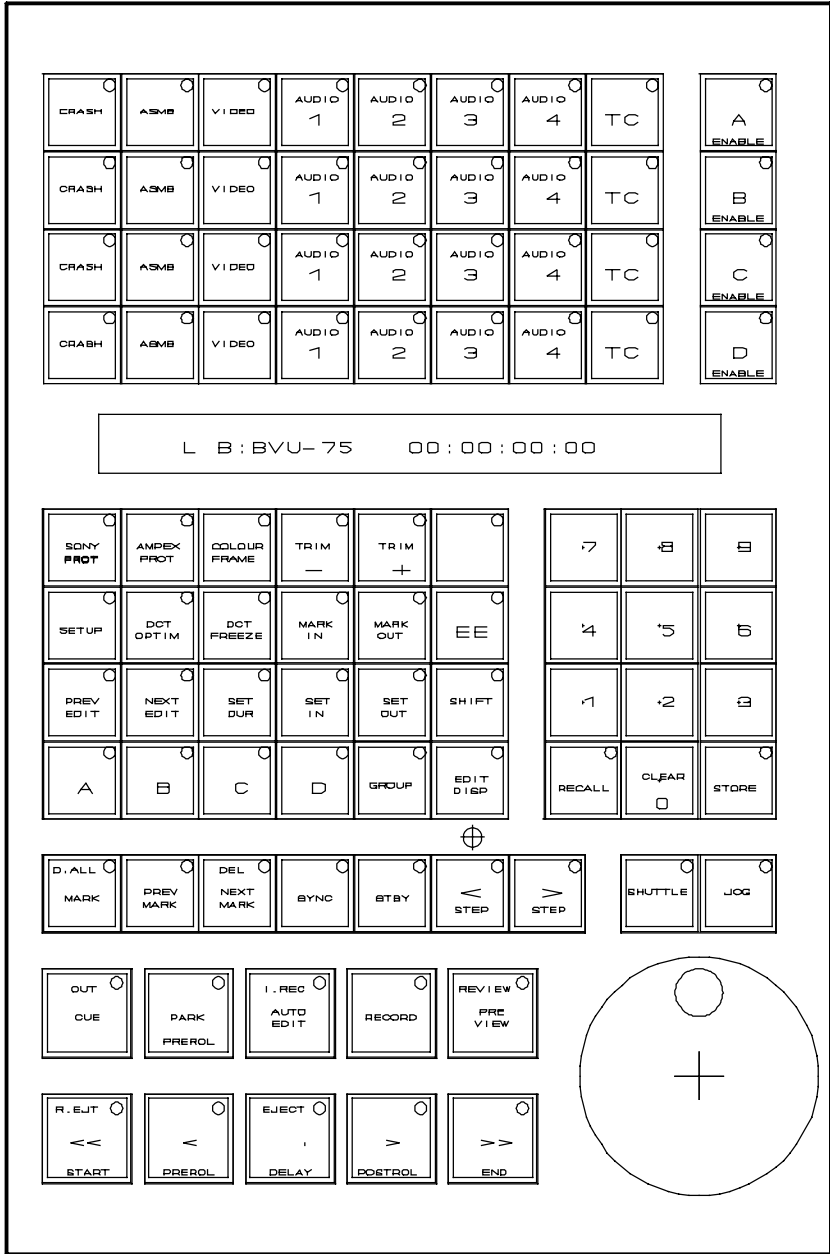 CRASH ASMB VIDEO AUDIO 1 AUDIO 2 AUDIO 3 AUDIO 4 TC A ENABLE
CRASH ASMB VIDEO AUDIO 1 AUDIO 2 AUDIO 3 AUDIO 4 TC B ENABLE
CRASH ASMB VIDEO AUDIO 1 AUDIO 2 AUDIO 3 AUDIO 4 TC C ENABLE
CRASH ASMB VIDEO AUDIO 1 AUDIO 2 AUDIO 3 AUDIO 4 TC D ENABLE
L B:BVU-75 00:00:00:00
SONY PROT AMPEX PROT COLOUR FRAME TRIM - TRIM + 7 8 9
SETUP DCT OPTIM DCT FREEZE MARK IN MARK OUT EE 4 5 6
PREV EDIT NEXT EDIT SET DUR SET IN SET OUT SHIFT 1 2 3
A B C D GROUP EDIT DISP RECALL CLEAR 0 STORE
D.ALL MARK PREV MARK DEL NEXT MARK SYNC STBY < STEP > STEP SHUTTLE JOG
OUT CUE PARK PREROL I.REC AUTO EDIT RECORD REVIEW PRE VIEW
R.EJT << START < PREROL EJECT DELAY > POSTROL >> END